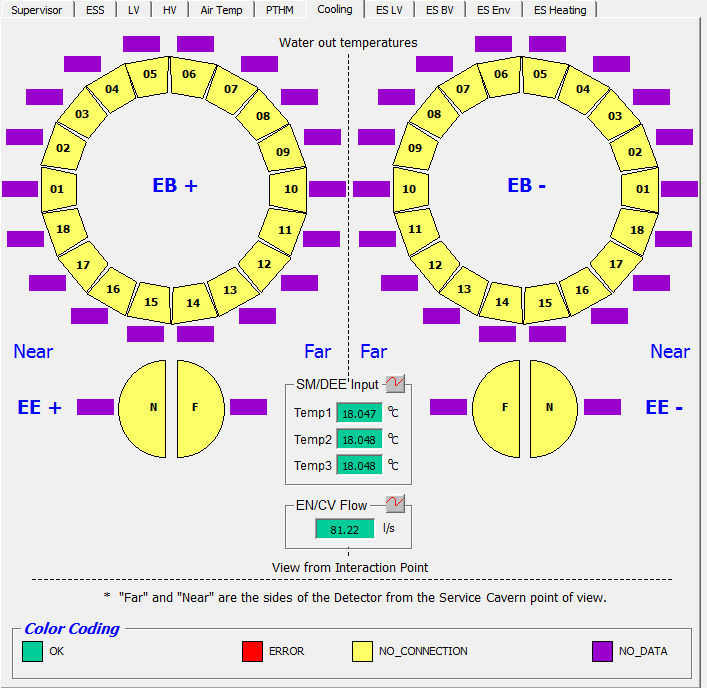 Supervisor ESS LV HV Air Temp PTHM Cooling ES LV ES BV ES Env ES Heating
Water out temperatures
05 06
04 07
03 08
02 09
01 10
18 11
17 12
16 13
15 14
EB +
06 05
07 04
08 03
09 02
10 01
11 18
12 17
13 16
14 15
EB -
Near Far Far Near
EE + N F
F N EE -
SM/DEE Input
Temp1 18.047 °C
Temp2 18.048 °C
Temp3 18.048 °C
EN/CV Flow
81.22 l/s
View from Interaction Point
* "Far" and "Near" are the sides of the Detector from the Service Cavern point of view.
Color Coding
OK ERROR NO_CONNECTION NO_DATA